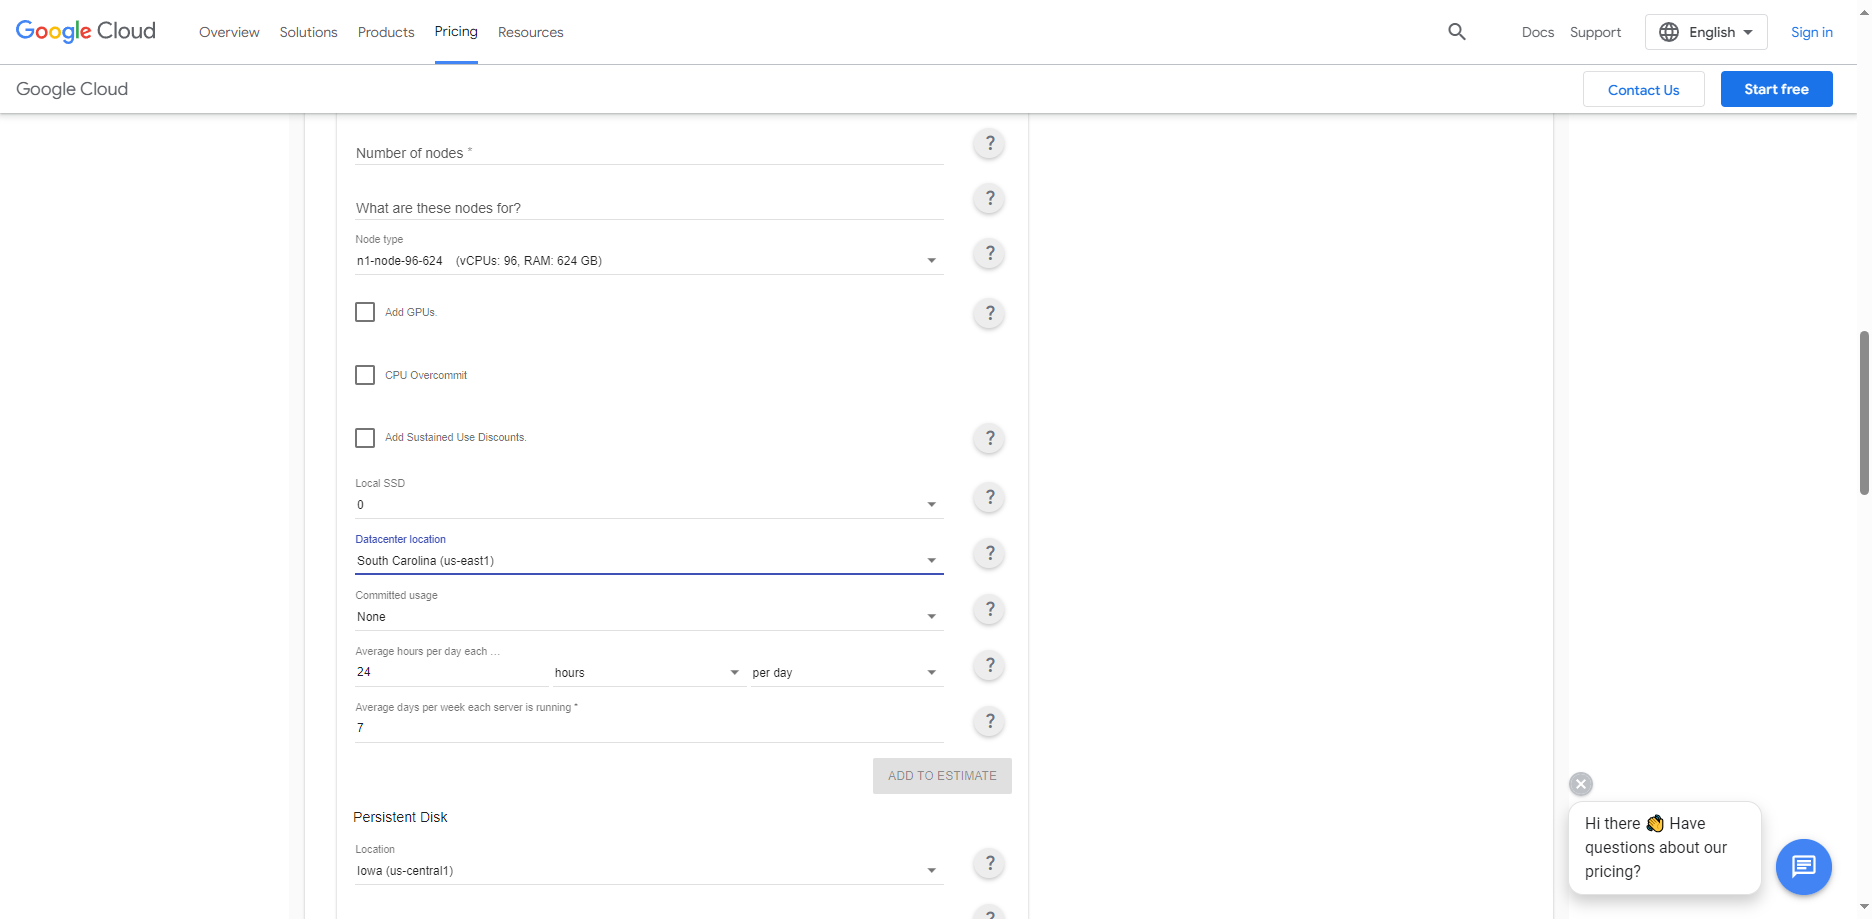 Google Cloud
Overview Solutions Products Pricing Resources
Docs Support English Sign in
Google Cloud
Contact Us Start free
Number of nodes *
?
What are these nodes for?
?
Node type
n1-node-96-624 (vCPUs: 96, RAM: 624 GB)
?
Add GPUs.
?
CPU Overcommit
Add Sustained Use Discounts.
?
Local SSD
0
?
Datacenter location
South Carolina (us-east1)
?
Committed usage
None
?
Average hours per day each ...
24 hours per day
?
Average days per week each server is running *
7
?
ADD TO ESTIMATE
Persistent Disk
Location
Iowa (us-central1)
?
?
Hi there 👋 Have
questions about our
pricing?